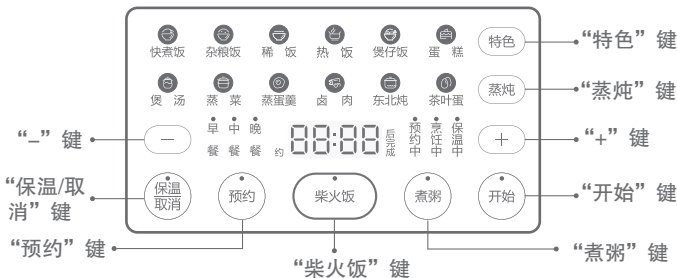 快煮饭 杂粮饭 稀饭 热饭 煲仔饭 蛋糕 特色
“特色”键
煲汤 蒸菜 蒸蛋羹 卤肉 东北炖 茶叶蛋 蒸炖
“蒸炖”键
“−”键
− 早餐 中餐 晚餐 约 88:88 后完成 预约中 烹饪中 保温中 +
“+”键
“保温/取
消”键
保温
取消
预约 柴火饭 煮粥 开始
“开始”键
“预约”键
“柴火饭”键
“煮粥”键